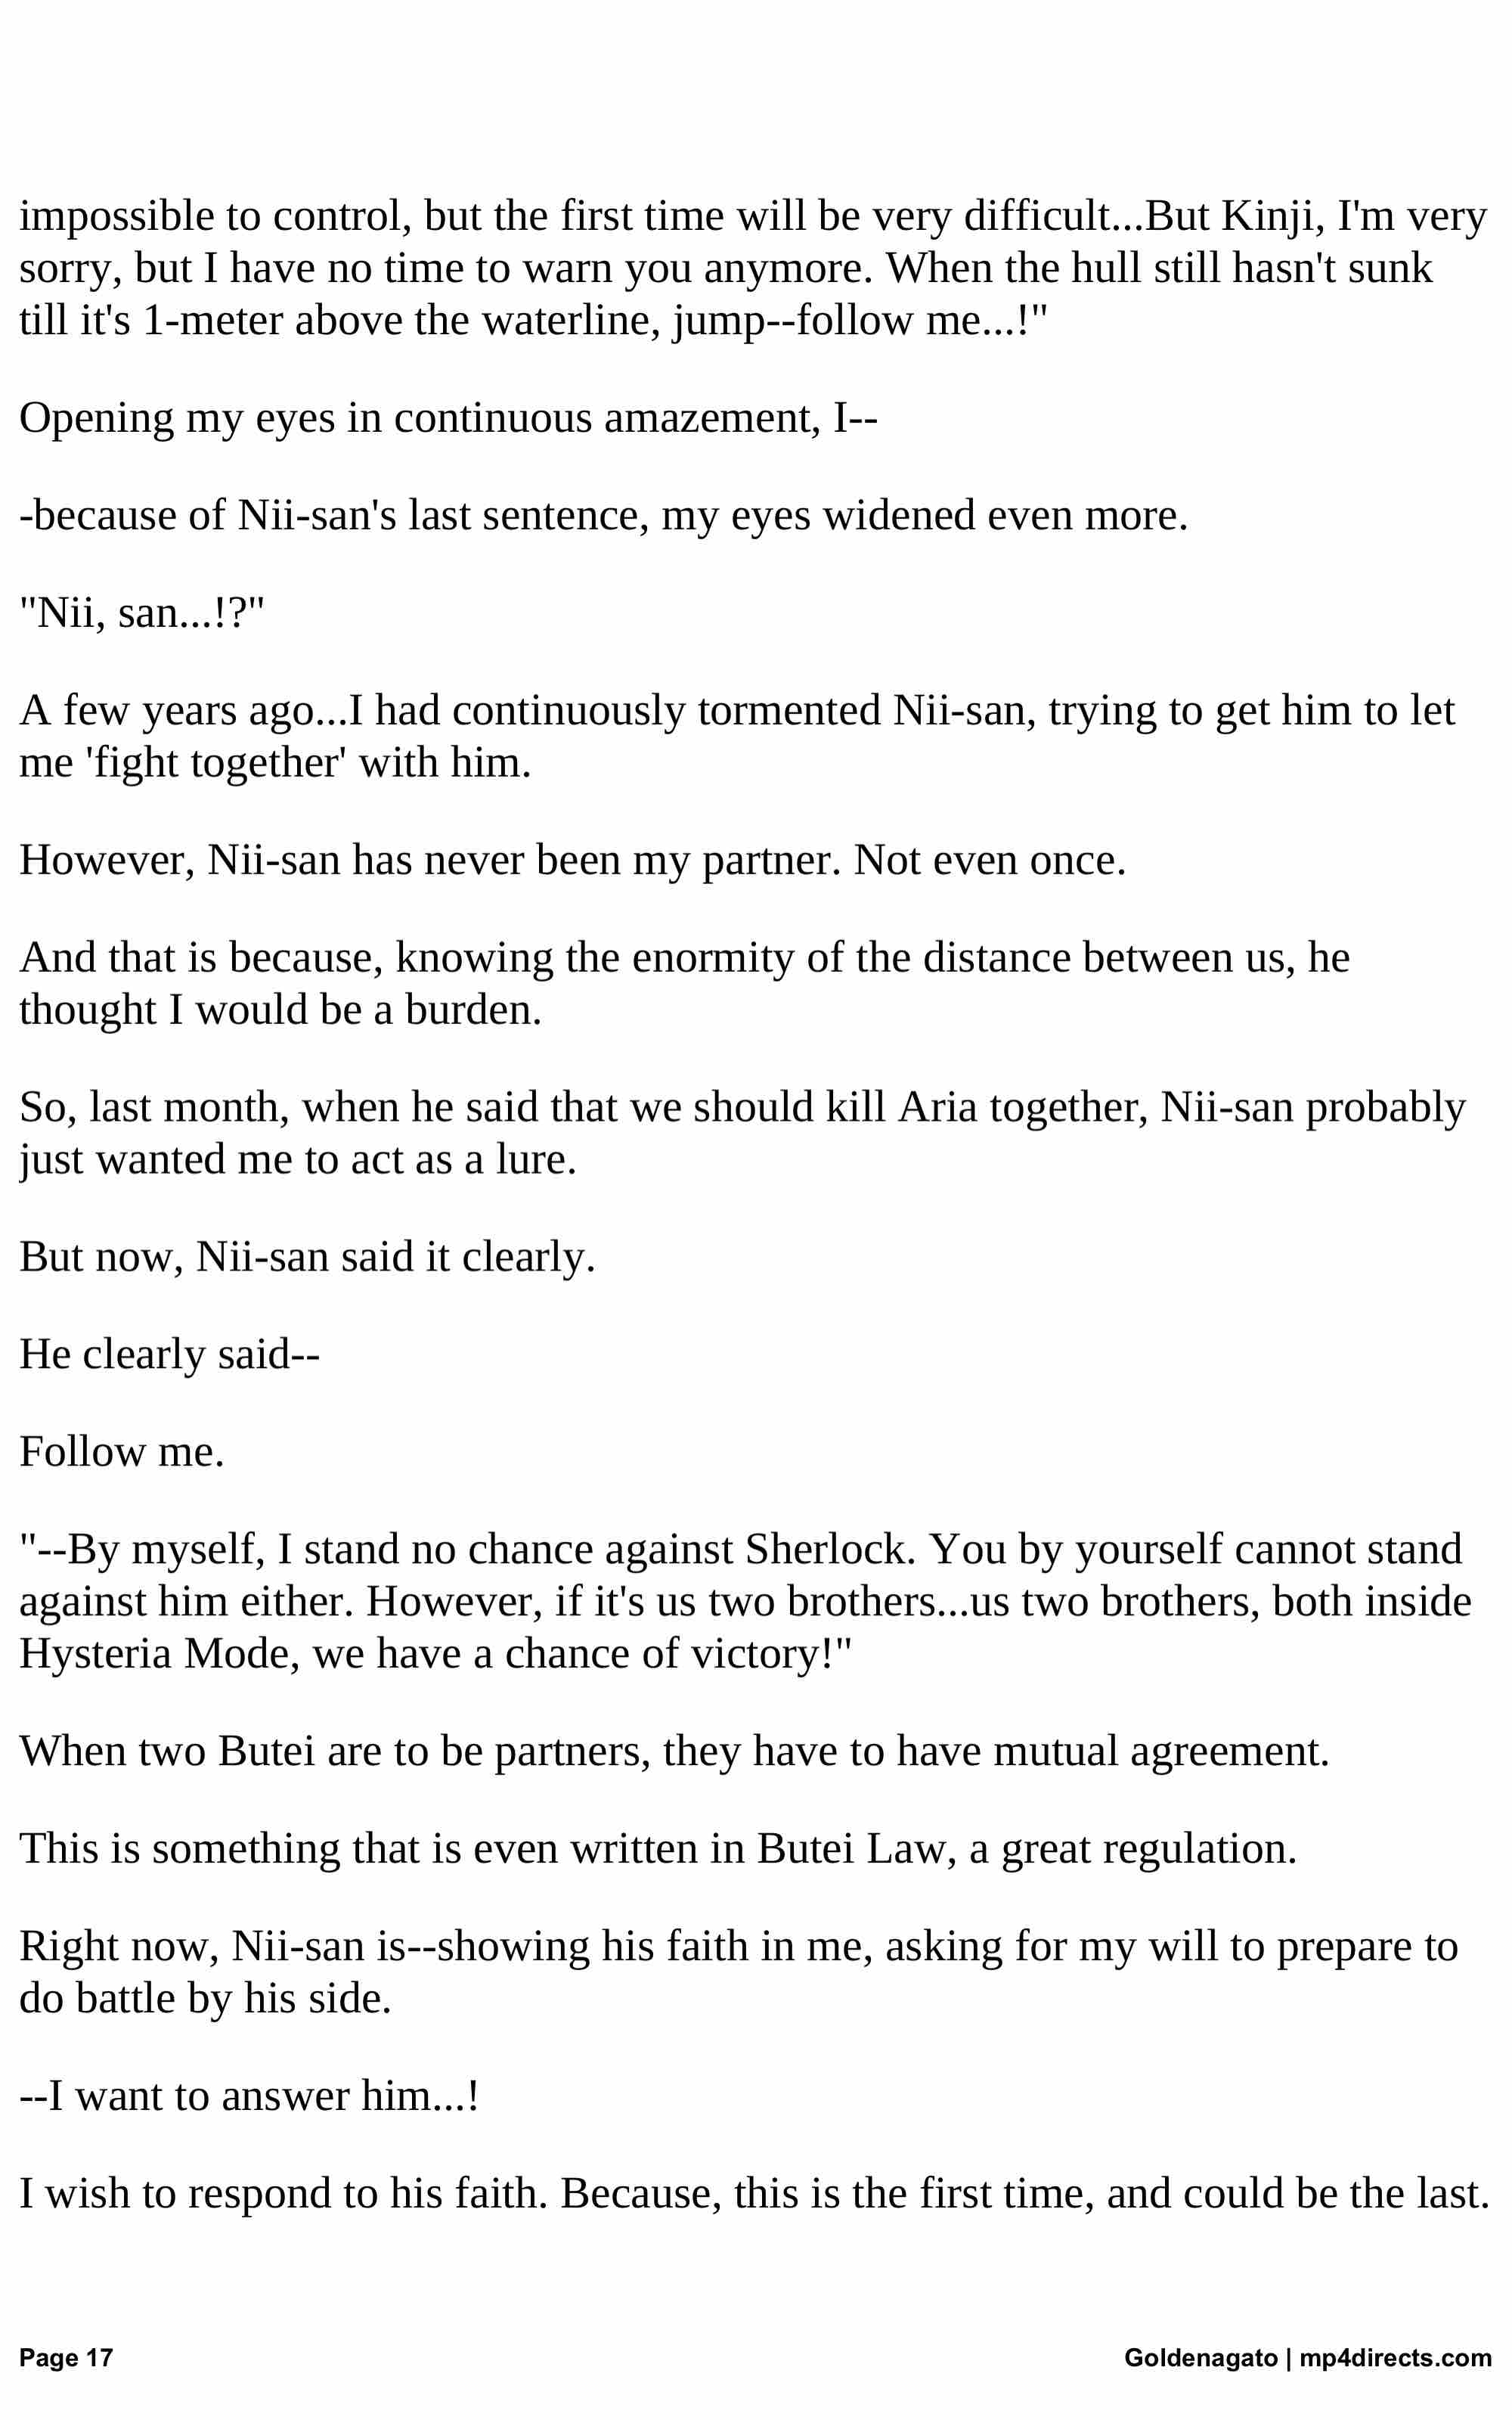 impossible to control, but the first time will be very difficult...But Kinji, I'm very
sorry, but I have no time to warn you anymore. When the hull still hasn't sunk
till it's 1-meter above the waterline, jump--follow me...!"
Opening my eyes in continuous amazement, I--
-because of Nii-san's last sentence, my eyes widened even more.
"Nii, san...!?"
A few years ago...I had continuously tormented Nii-san, trying to get him to let
me 'fight together' with him.
However, Nii-san has never been my partner. Not even once.
And that is because, knowing the enormity of the distance between us, he
thought I would be a burden.
So, last month, when he said that we should kill Aria together, Nii-san probably
just wanted me to act as a lure.
But now, Nii-san said it clearly.
He clearly said--
Follow me.
"--By myself, I stand no chance against Sherlock. You by yourself cannot stand
against him either. However, if it's us two brothers...us two brothers, both inside
Hysteria Mode, we have a chance of victory!"
When two Butei are to be partners, they have to have mutual agreement.
This is something that is even written in Butei Law, a great regulation.
Right now, Nii-san is--showing his faith in me, asking for my will to prepare to
do battle by his side.
--I want to answer him...!
I wish to respond to his faith. Because, this is the first time, and could be the last.
Page 17
Goldenagato | mp4directs.com